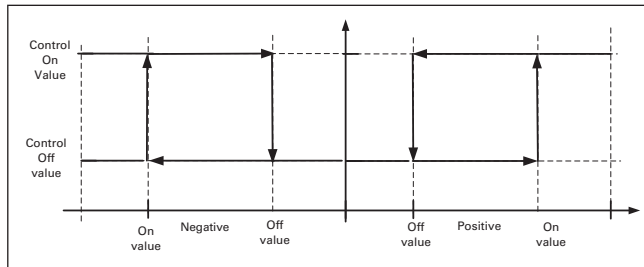 Control
On
Value
Control
Off
value
On
value
Negative
Off
value
Off
value
Positive
On
value